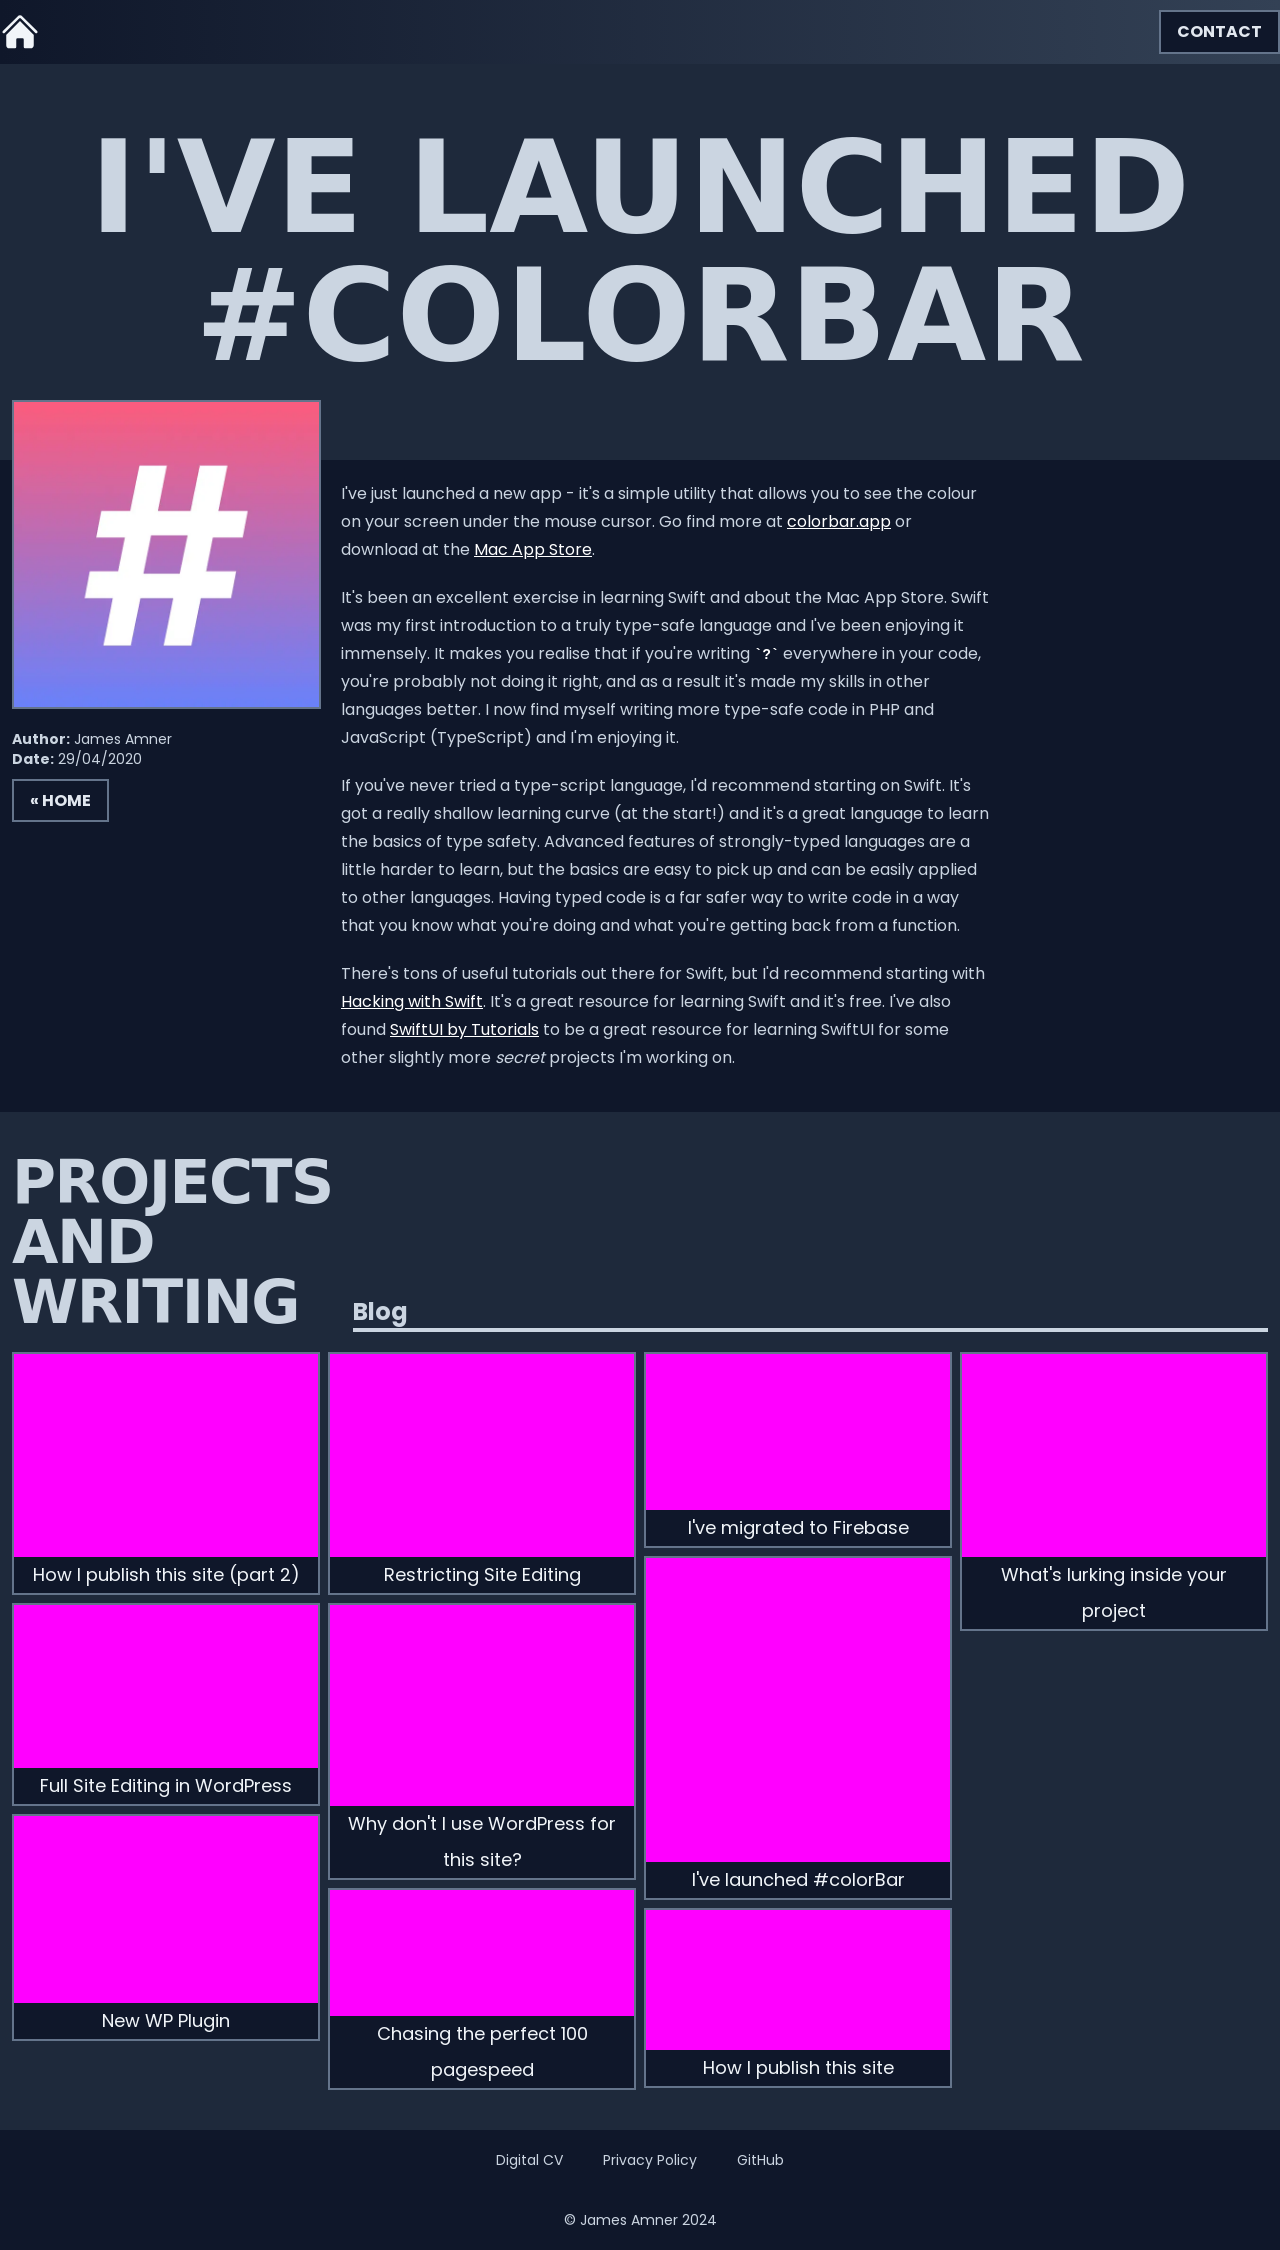 CONTACT
I'VE LAUNCHED
#COLORBAR
#
Author: James Amner
Date: 29/04/2020
« HOME
I've just launched a new app - it's a simple utility that allows you to see the colour
on your screen under the mouse cursor. Go find more at colorbar.app or
download at the Mac App Store.
It's been an excellent exercise in learning Swift and about the Mac App Store. Swift
was my first introduction to a truly type-safe language and I've been enjoying it
immensely. It makes you realise that if you're writing `?` everywhere in your code,
you're probably not doing it right, and as a result it's made my skills in other
languages better. I now find myself writing more type-safe code in PHP and
JavaScript (TypeScript) and I'm enjoying it.
If you've never tried a type-script language, I'd recommend starting on Swift. It's
got a really shallow learning curve (at the start!) and it's a great language to learn
the basics of type safety. Advanced features of strongly-typed languages are a
little harder to learn, but the basics are easy to pick up and can be easily applied
to other languages. Having typed code is a far safer way to write code in a way
that you know what you're doing and what you're getting back from a function.
There's tons of useful tutorials out there for Swift, but I'd recommend starting with
Hacking with Swift. It's a great resource for learning Swift and it's free. I've also
found SwiftUI by Tutorials to be a great resource for learning SwiftUI for some
other slightly more secret projects I'm working on.
PROJECTS
AND
WRITING
Blog
How I publish this site (part 2)
Full Site Editing in WordPress
New WP Plugin
Restricting Site Editing
Why don't I use WordPress for
this site?
Chasing the perfect 100
pagespeed
I've migrated to Firebase
I've launched #colorBar
How I publish this site
What's lurking inside your
project
Digital CV
Privacy Policy
GitHub
© James Amner 2024